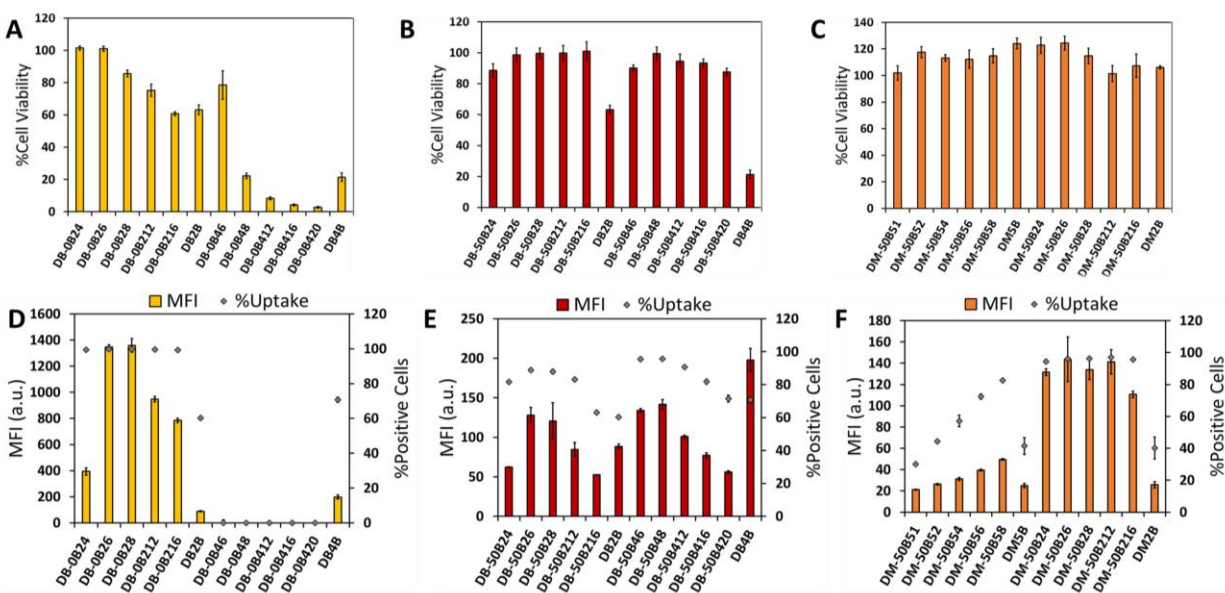 A
%Cell Viability
120
100
80
60
40
20
0
DB-0B24
DB-0B26
DB-0B28
DB-0B212
DB-0B216
DB2B
DB-0B46
DB-0B48
DB-0B412
DB-0B416
DB-0B420
DB4B
B
%Cell Viability
120
100
80
60
40
20
0
DB-50B24
DB-50B26
DB-50B28
DB-50B212
DB-50B216
DB2B
DB-50B46
DB-50B48
DB-50B412
DB-50B416
DB-50B420
DB4B
C
%Cell Viability
140
120
100
80
60
40
20
0
DM-50B51
DM-50B52
DM-50B54
DM-50B56
DM-50B58
DM5B
DM-50B24
DM-50B26
DM-50B28
DM-50B212
DM-50B216
DM2B
D
MFI %Uptake
MFI (a.u.)
1600
1400
1200
1000
800
600
400
200
0
120
100
80
60
40
20
0
%Positive Cells
DB-0B24
DB-0B26
DB-0B28
DB-0B212
DB-0B216
DB2B
DB-0B46
DB-0B48
DB-0B412
DB-0B416
DB-0B420
DB4B
E
MFI %Uptake
MFI (a.u.)
250
200
150
100
50
0
120
100
80
60
40
20
0
%Positive Cells
DB-50B24
DB-50B26
DB-50B28
DB-50B212
DB-50B216
DB2B
DB-50B46
DB-50B48
DB-50B412
DB-50B416
DB-50B420
DB4B
F
MFI %Uptake
MFI (a.u.)
180
160
140
120
100
80
60
40
20
0
120
100
80
60
40
20
0
%Positive Cells
DM-50B51
DM-50B52
DM-50B54
DM-50B56
DM-50B58
DM5B
DM-50B24
DM-50B26
DM-50B28
DM-50B212
DM-50B216
DM2B